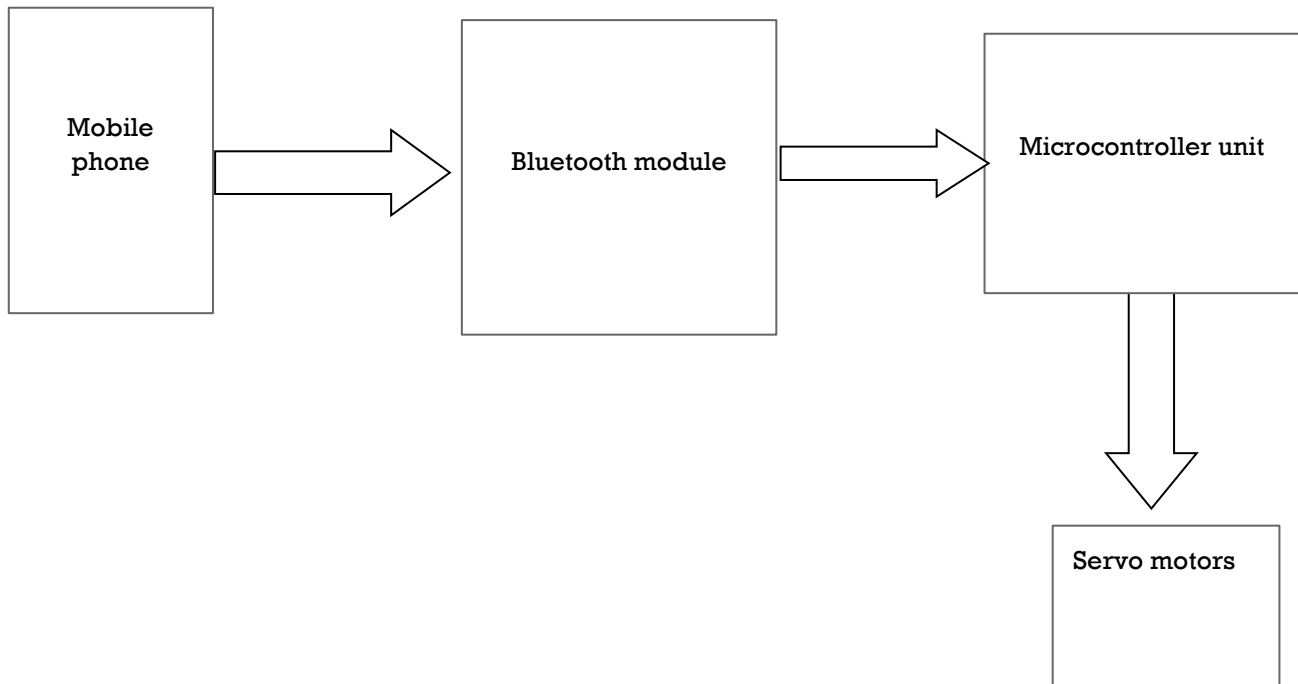 Mobile
phone
Bluetooth module
Microcontroller unit
Servo motors